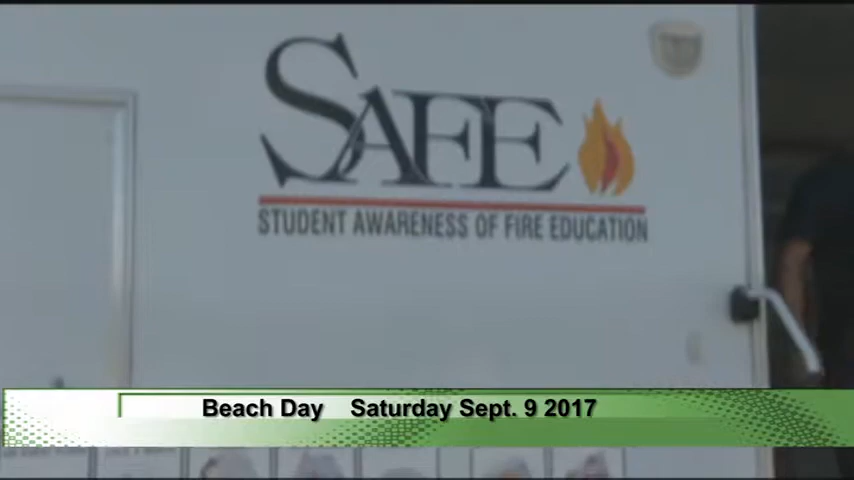 SAFE
STUDENT AWARENESS OF FIRE EDUCATION
Beach Day Saturday Sept. 9 2017